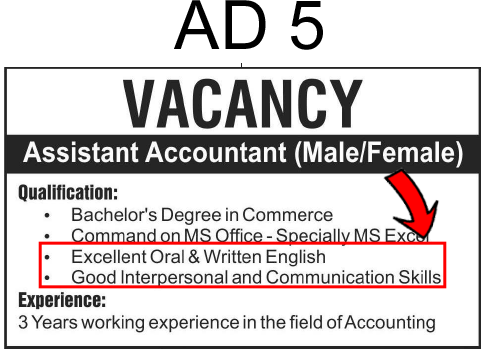 AD 5
VACANCY
Assistant Accountant (Male/Female)
Qualification:
• Bachelor's Degree in Commerce
• Command on MS Office - Specially MS Excel
• Excellent Oral & Written English
• Good Interpersonal and Communication Skills
Experience:
3 Years working experience in the field of Accounting